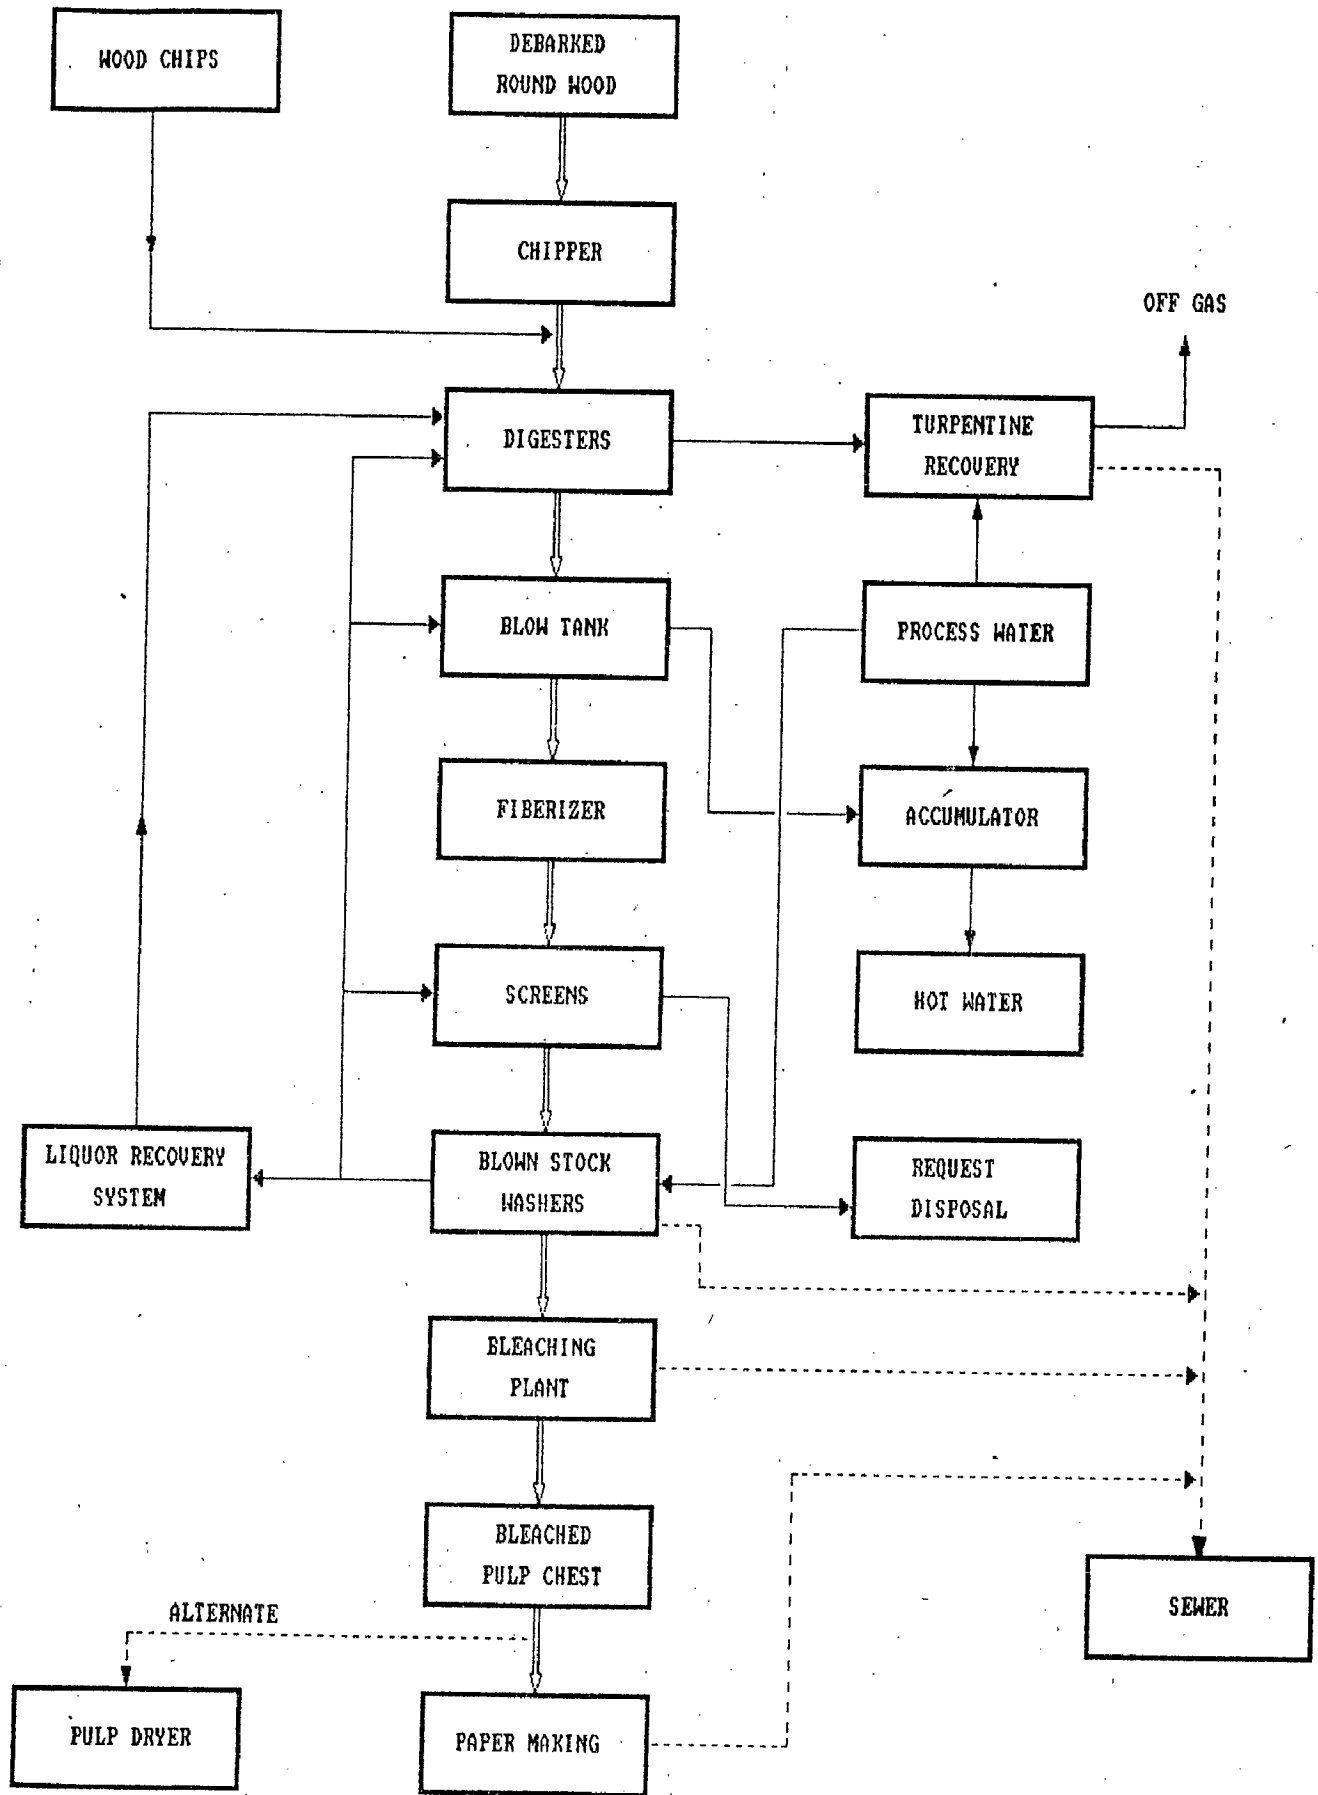 WOOD CHIPS
DEBARKED
ROUND WOOD
CHIPPER
OFF GAS
DIGESTERS
TURPENTINE
RECOVERY
BLOW TANK
PROCESS WATER
FIBERIZER
ACCUMULATOR
SCREENS
HOT WATER
LIQUOR RECOVERY
SYSTEM
BLOWN STOCK
WASHERS
REQUEST
DISPOSAL
BLEACHING
PLANT
BLEACHED
PULP CHEST
ALTERNATE
SEWER
PULP DRYER
PAPER MAKING